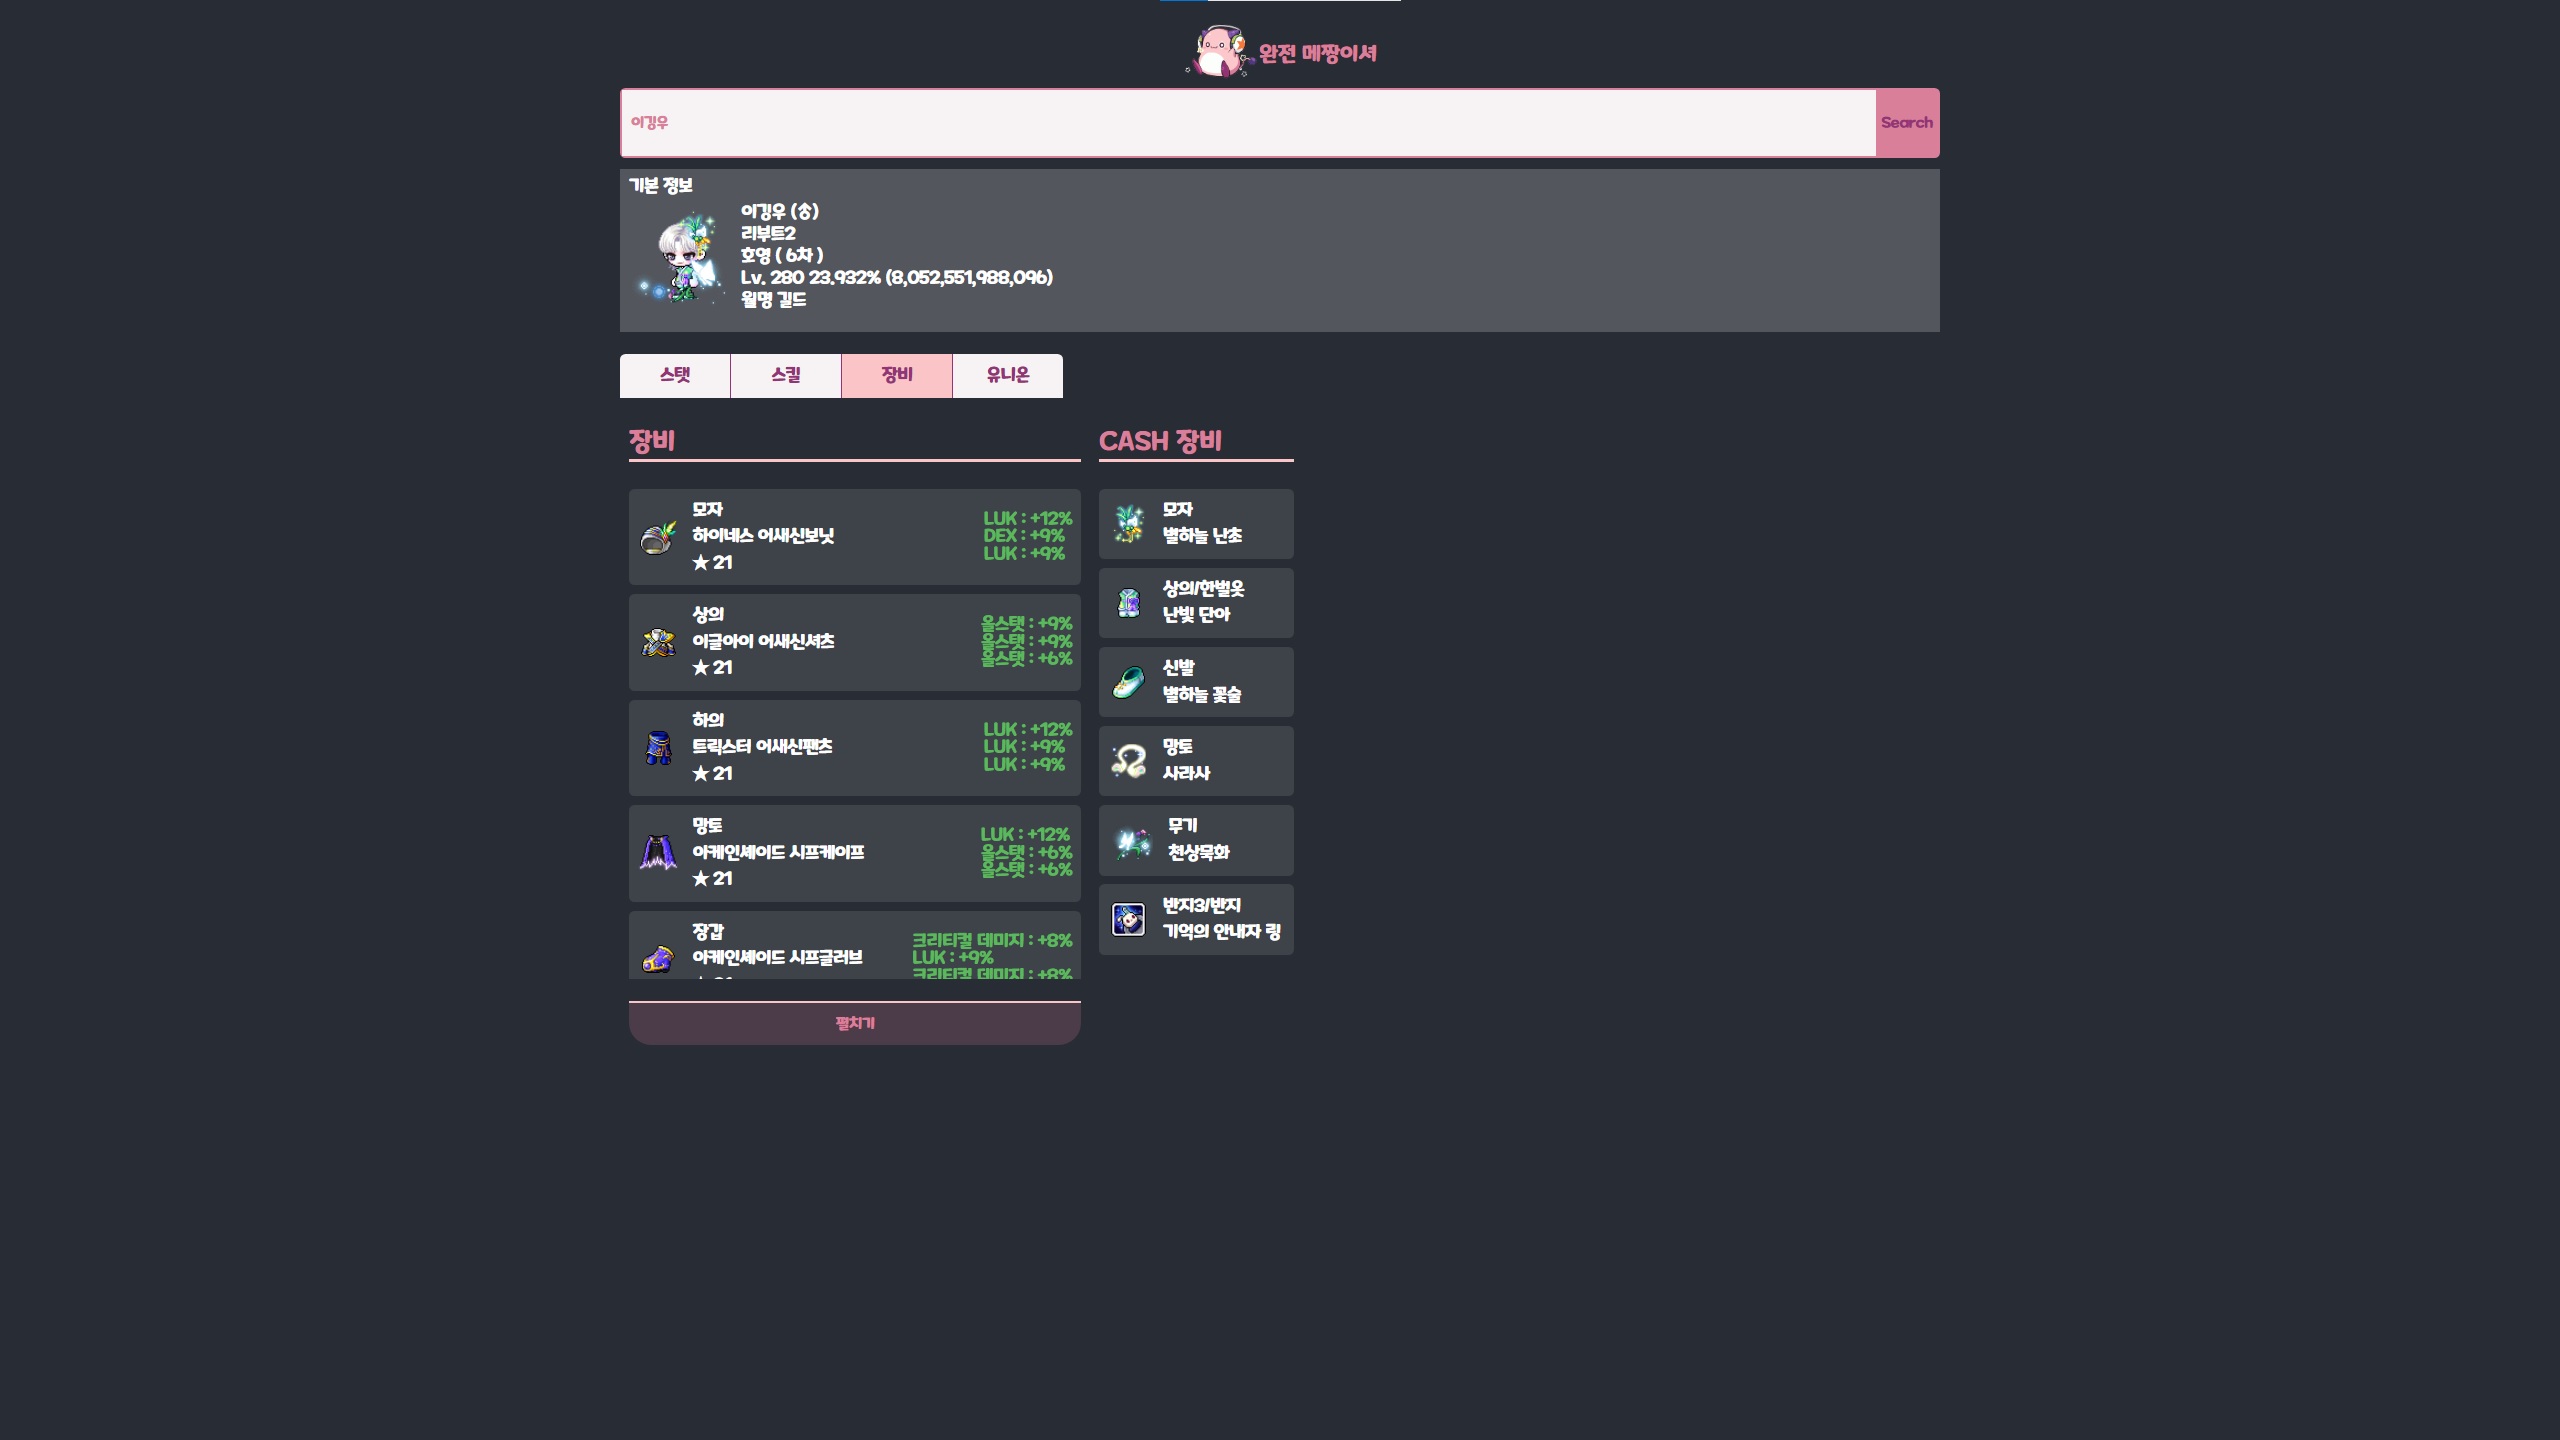 완전 메짱이셔
이깅우
Search
기본 정보
이깅우 (송)
리부트2
호영 ( 6차 )
Lv. 280 23.932% (8,052,551,988,096)
월명 길드
스탯
스킬
장비
유니온
장비
모자
하이네스 어새신보닛
★ 21
LUK : +12%
DEX : +9%
LUK : +9%
상의
이글아이 어새신셔츠
★ 21
올스탯 : +9%
올스탯 : +9%
올스탯 : +6%
하의
트릭스터 어새신팬츠
★ 21
LUK : +12%
LUK : +9%
LUK : +9%
망토
아케인셰이드 시프케이프
★ 21
LUK : +12%
올스탯 : +6%
올스탯 : +6%
장갑
아케인셰이드 시프글러브
크리티컬 데미지 : +8%
LUK : +9%
크리티컬 데미지 : +8%
펼치기
CASH 장비
모자
별하늘 난초
상의/한벌옷
난빛 단아
신발
별하늘 꽃술
망토
사라사
무기
천상묵화
반지3/반지
기억의 안내자 링